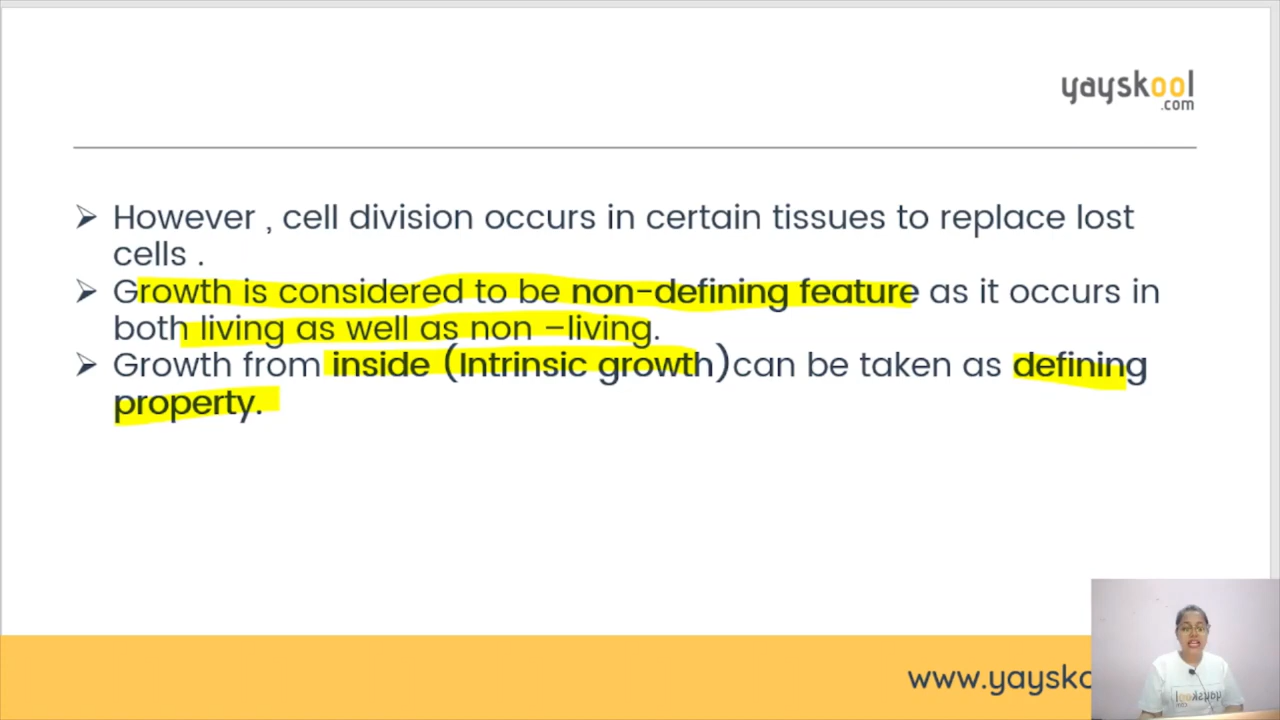 yayskool
.com
However , cell division occurs in certain tissues to replace lost
cells .
Growth is considered to be non-defining feature as it occurs in
both living as well as non –living.
Growth from inside (Intrinsic growth)can be taken as defining
property.
www.yaysko